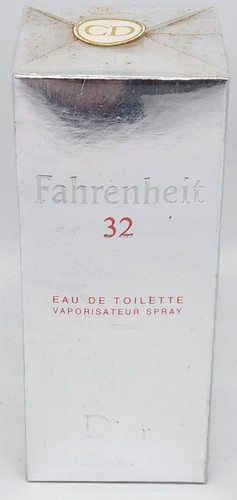 CD
Fahrenheit
32
EAU DE TOILETTE
VAPORISATEUR SPRAY
Dior